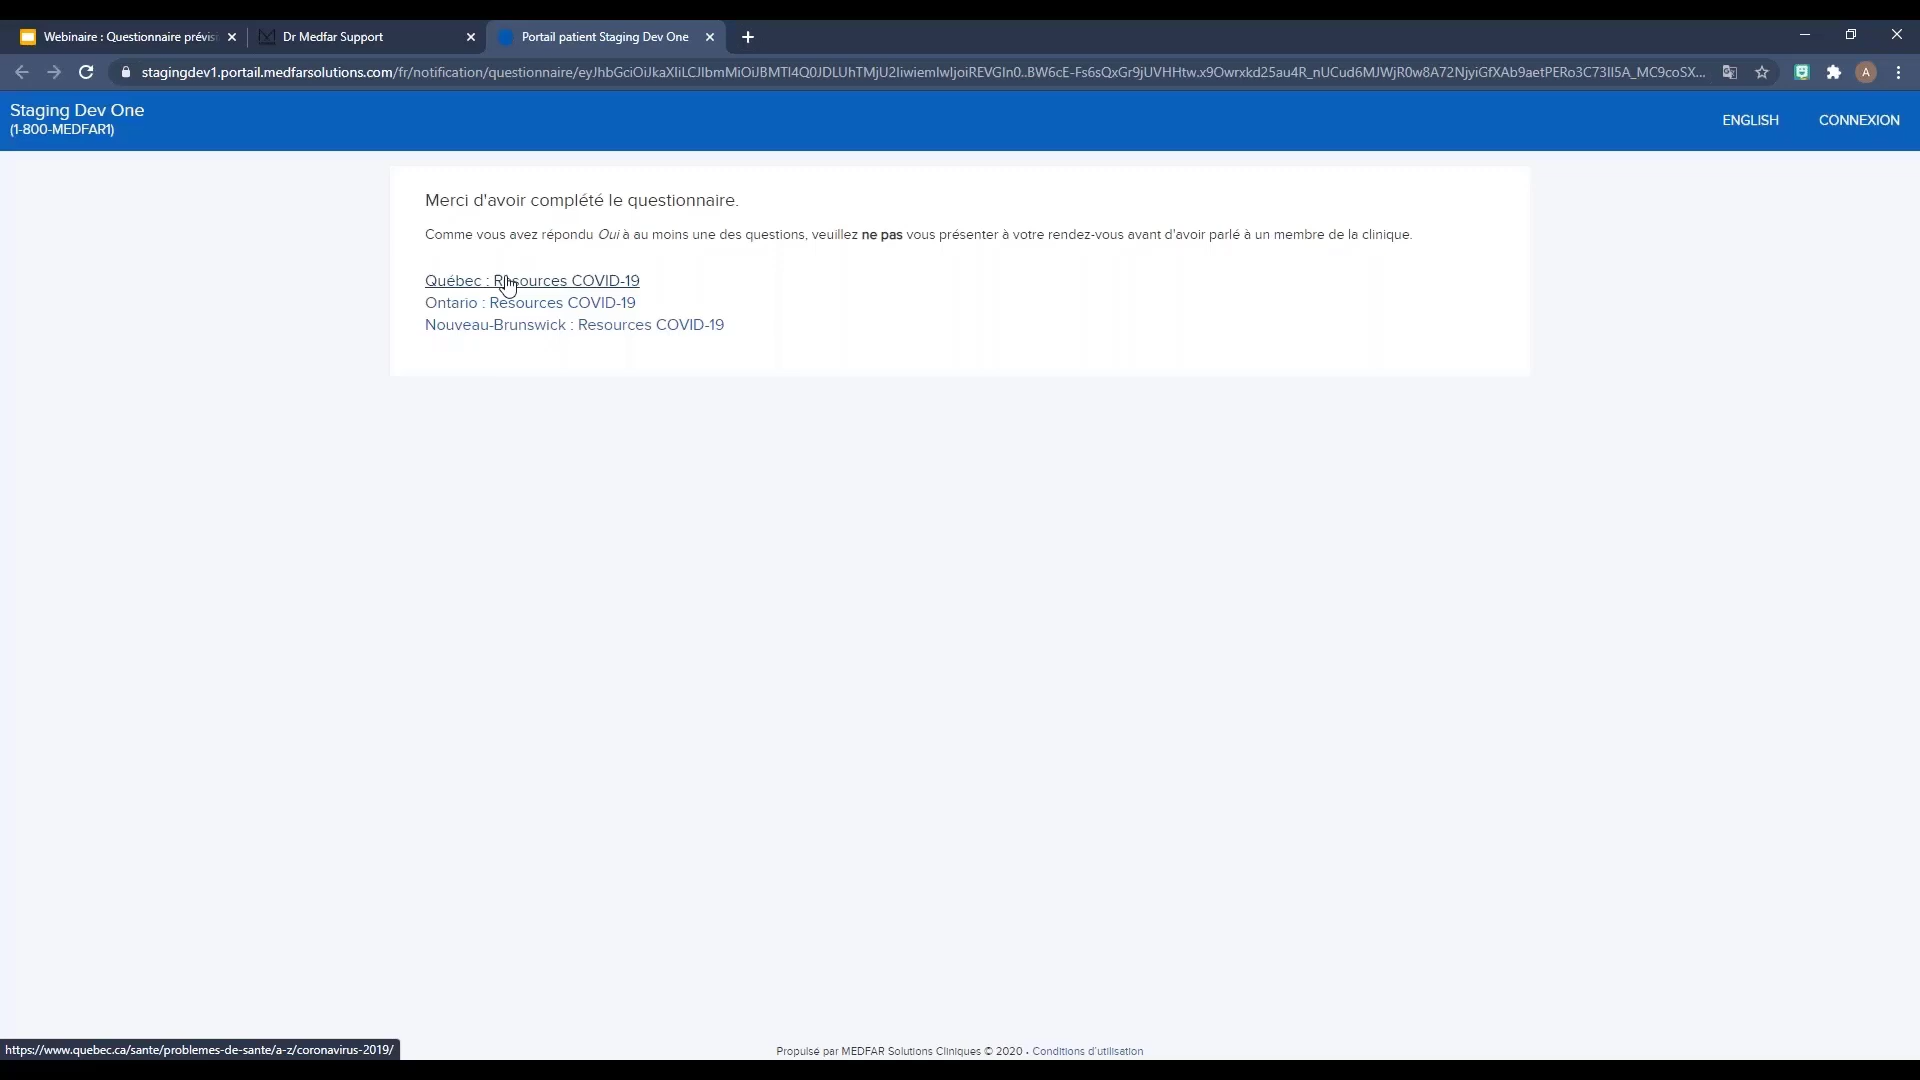 Webinaire : Questionnaire prévis
Dr Medfar Support
Portail patient Staging Dev One
stagingdev1.portail.medfarsolutions.com/fr/notification/questionnaire/
A
Staging Dev One
(1-800-MEDFAR1)
ENGLISH
CONNEXION
Merci d'avoir complété le questionnaire.
Comme vous avez répondu Oui à au moins une des questions, veuillez ne pas vous présenter à votre rendez-vous avant d'avoir parlé à un membre de la clinique.
Québec : Resources COVID-19
Ontario : Resources COVID-19
Nouveau-Brunswick : Resources COVID-19
https://www.quebec.ca/sante/problemes-de-sante/a-z/coronavirus-2019/
Propulsé par MEDFAR Solutions Cliniques © 2020 • Conditions d'utilisation